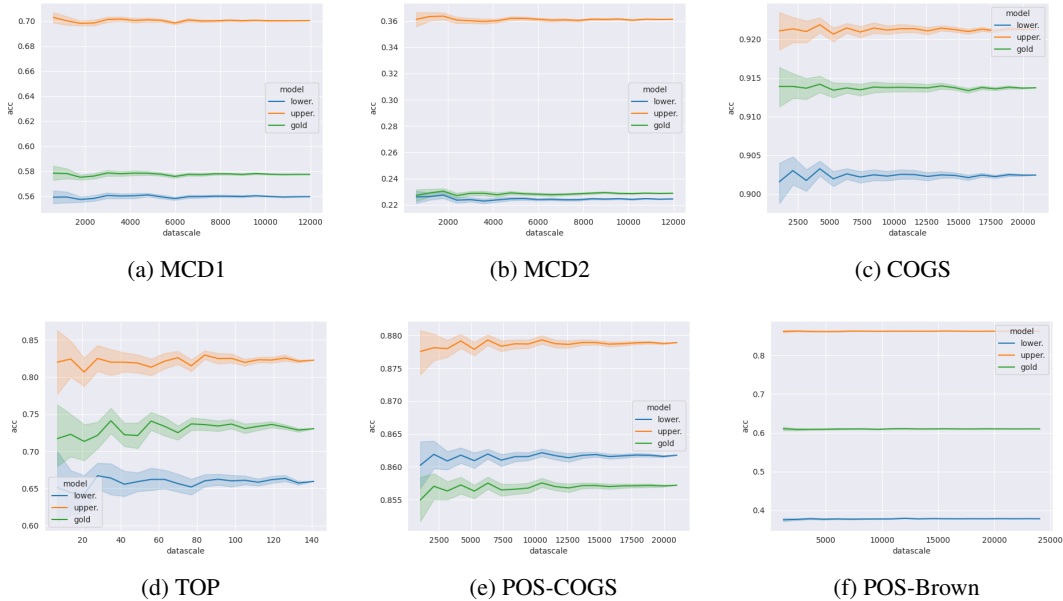 0.70
0.68
0.66
0.64
0.62
0.60
0.58
0.56
acc
model
lower.
upper.
gold
2000 4000 6000 8000 10000 12000
datascale
(a) MCD1
0.36
0.34
0.32
0.30
0.28
0.26
0.24
0.22
acc
model
lower.
upper.
gold
2000 4000 6000 8000 10000 12000
datascale
(b) MCD2
0.920
0.915
0.910
0.905
0.900
acc
model
lower.
upper.
gold
2500 5000 7500 10000 12500 15000 17500 20000
datascale
(c) COGS
0.85
0.80
0.75
0.70
0.65
0.60
acc
model
lower.
upper.
gold
20 40 60 80 100 120 140
datascale
(d) TOP
0.880
0.875
0.870
0.865
0.860
0.855
acc
model
lower.
upper.
gold
2500 5000 7500 10000 12500 15000 17500 20000
datascale
(e) POS-COGS
0.8
0.7
0.6
0.5
0.4
acc
model
lower.
upper.
gold
5000 10000 15000 20000 25000
datascale
(f) POS-Brown